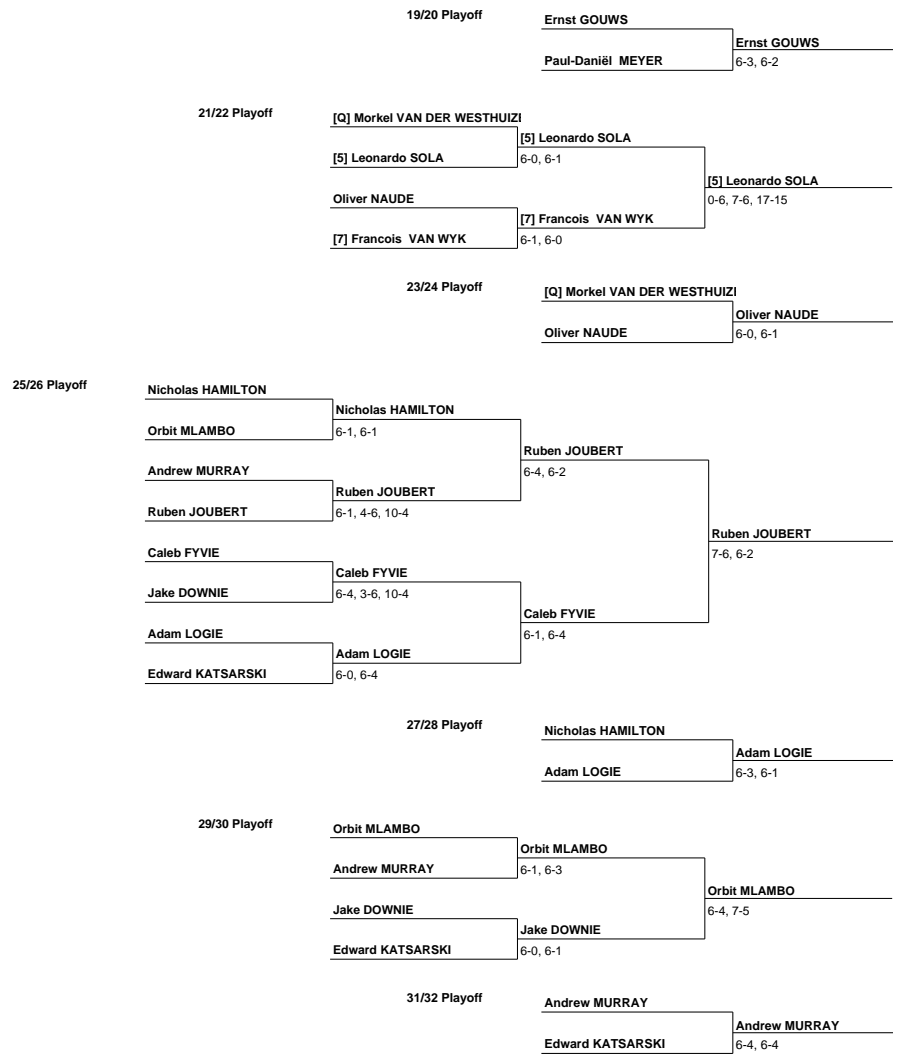 19/20 Playoff
Ernst GOUWS
Ernst GOUWS
Paul-Daniël  MEYER
6-3, 6-2
21/22 Playoff
[Q] Morkel VAN DER WESTHUIZI
[5] Leonardo SOLA
[5] Leonardo SOLA
6-0, 6-1
[5] Leonardo SOLA
Oliver NAUDE
0-6, 7-6, 17-15
[7] Francois  VAN WYK
[7] Francois  VAN WYK
6-1, 6-0
23/24 Playoff
[Q] Morkel VAN DER WESTHUIZI
Oliver NAUDE
Oliver NAUDE
6-0, 6-1
25/26 Playoff
Nicholas HAMILTON
Nicholas HAMILTON
Orbit MLAMBO
6-1, 6-1
Ruben JOUBERT
Andrew MURRAY
6-4, 6-2
Ruben JOUBERT
Ruben JOUBERT
6-1, 4-6, 10-4
Ruben JOUBERT
Caleb FYVIE
7-6, 6-2
Caleb FYVIE
Jake DOWNIE
6-4, 3-6, 10-4
Caleb FYVIE
Adam LOGIE
6-1, 6-4
Adam LOGIE
Edward KATSARSKI
6-0, 6-4
27/28 Playoff
Nicholas HAMILTON
Adam LOGIE
Adam LOGIE
6-3, 6-1
29/30 Playoff
Orbit MLAMBO
Orbit MLAMBO
Andrew MURRAY
6-1, 6-3
Orbit MLAMBO
Jake DOWNIE
6-4, 7-5
Jake DOWNIE
Edward KATSARSKI
6-0, 6-1
31/32 Playoff
Andrew MURRAY
Andrew MURRAY
Edward KATSARSKI
6-4, 6-4